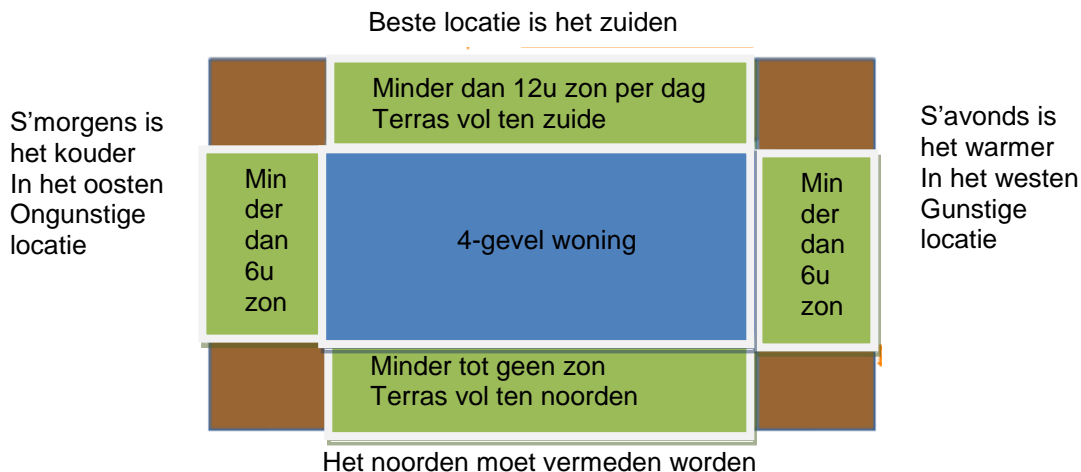 Beste locatie is het zuiden
Minder dan 12u zon per dag
Terras vol ten zuide
S’morgens is
het kouder
In het oosten
Ongunstige
locatie
Min
der
dan
6u
zon
4-gevel woning
Min
der
dan
6u
zon
S’avonds is
het warmer
In het westen
Gunstige
locatie
Minder tot geen zon
Terras vol ten noorden
Het noorden moet vermeden worden